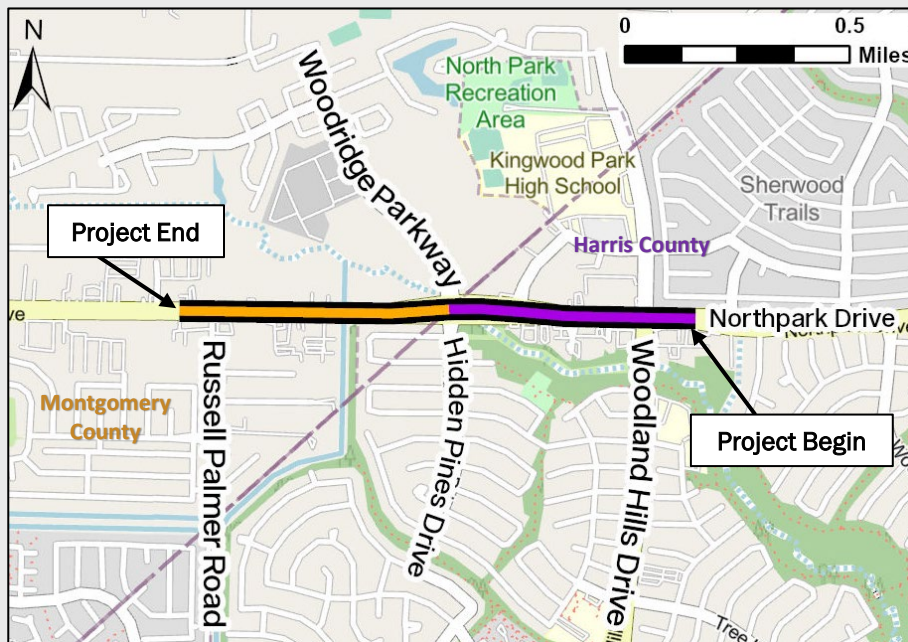 N
0
0.5
Miles
Woodridge Parkway
North Park
Recreation
Area
Kingwood Park
High School
Sherwood
Trails
Project End
Harris County
Northpark Drive
Russell Palmer Road
Hidden Pines Drive
Woodland Hills Drive
Montgomery
County
Project Begin